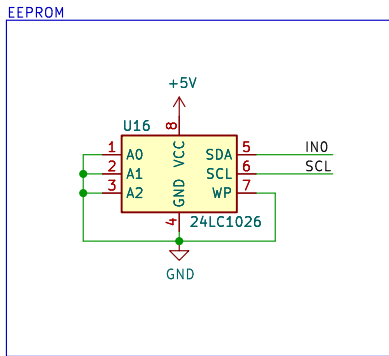 EEPROM
+5V
U16
8
1 A0 VCC SDA 5 IN0
2 A1 SCL 6 SCL
3 A2 GND WP 7
4 24LC1026
GND